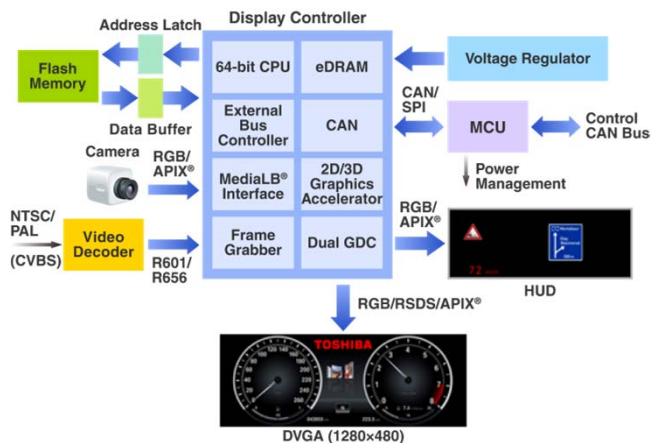 Display Controller
Address Latch
Flash
Memory
Data Buffer
64-bit CPU
eDRAM
External
Bus
Controller
CAN
MediaLB®
Interface
2D/3D
Graphics
Accelerator
Frame
Grabber
Dual GDC
Voltage Regulator
CAN/
SPI
MCU
Control
CAN Bus
Power
Management
Camera
RGB/
APIX®
NTSC/
PAL
(CVBS)
Video
Decoder
R601/
R656
RGB/
APIX®
72
HUD
RGB/RSDS/APIX®
TOSHIBA
DVGA (1280×480)